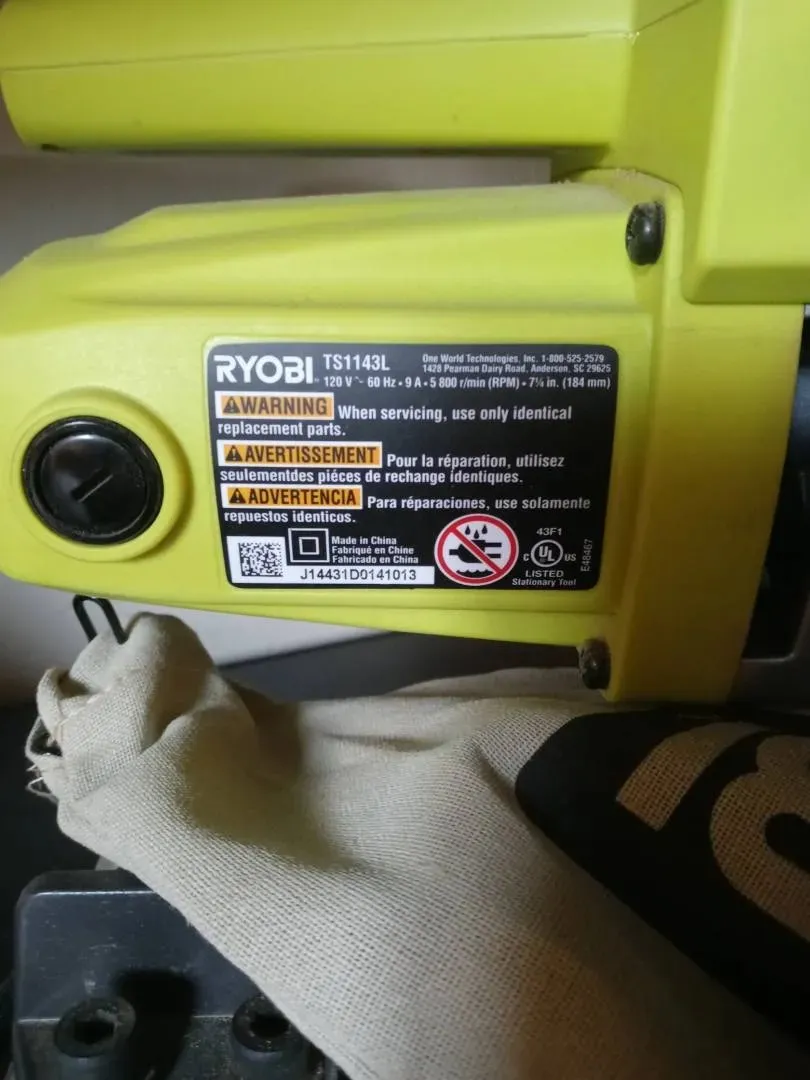 RYOBI TS1143L
One World Technologies, Inc. 1-800-525-2579
1428 Pearman Dairy Road, Anderson, SC 29625
120 V ~ 60 Hz • 9 A • 5 800 r/min (RPM) • 7¼ in. (184 mm)
⚠WARNING When servicing, use only identical
replacement parts.
⚠AVERTISSEMENT Pour la réparation, utilisez
seulementdes piéces de rechange identiques.
⚠ADVERTENCIA Para réparaciones, use solamente
repuestos identicos.
Made in China
Fabriqué en Chine
Fabricado en China
J14431D0141013
43F1
C UL US
LISTED
Stationary Tool
E48467